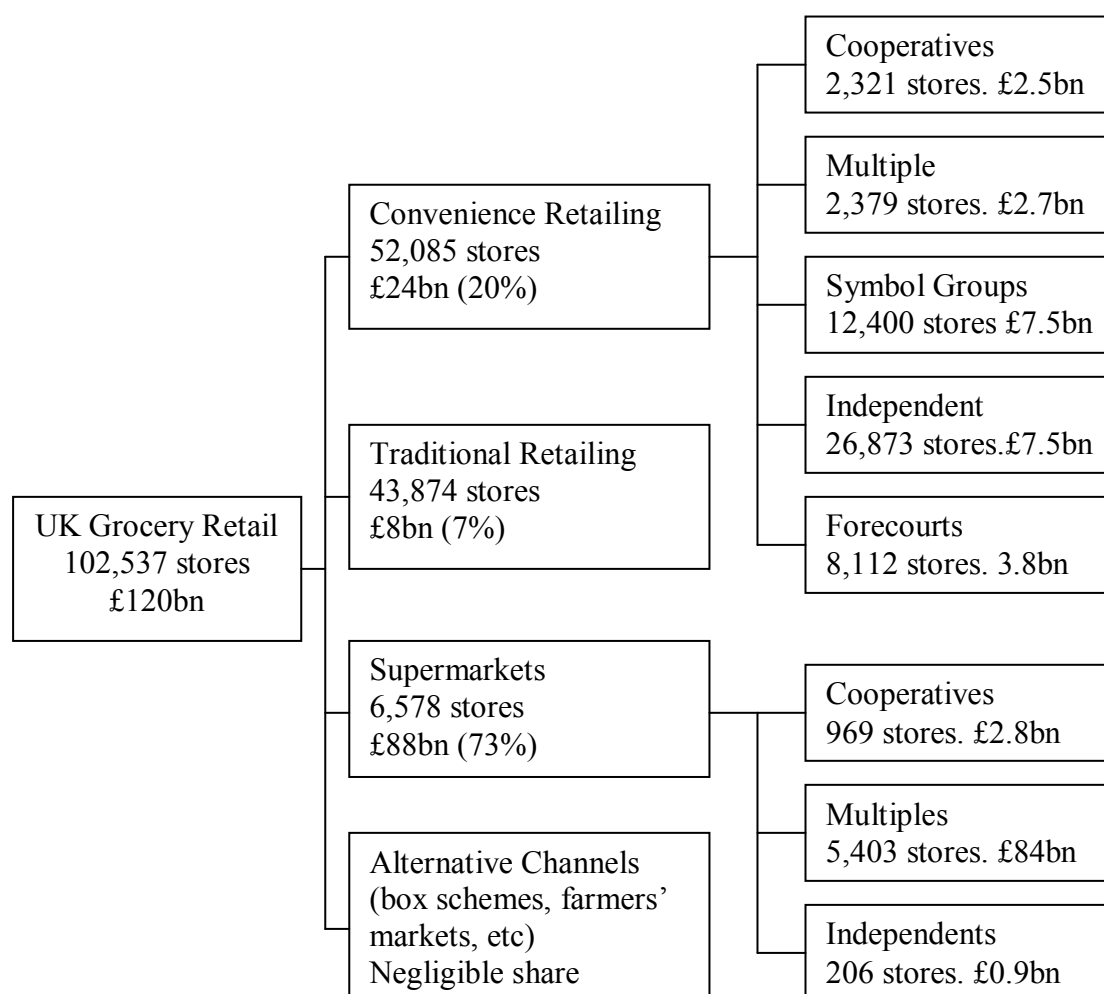 UK Grocery Retail
102,537 stores
£120bn
Convenience Retailing
52,085 stores
£24bn (20%)
Traditional Retailing
43,874 stores
£8bn (7%)
Supermarkets
6,578 stores
£88bn (73%)
Alternative Channels
(box schemes, farmers’
markets, etc)
Negligible share
Cooperatives
2,321 stores. £2.5bn
Multiple
2,379 stores. £2.7bn
Symbol Groups
12,400 stores £7.5bn
Independent
26,873 stores.£7.5bn
Forecourts
8,112 stores. 3.8bn
Cooperatives
969 stores. £2.8bn
Multiples
5,403 stores. £84bn
Independents
206 stores. £0.9bn